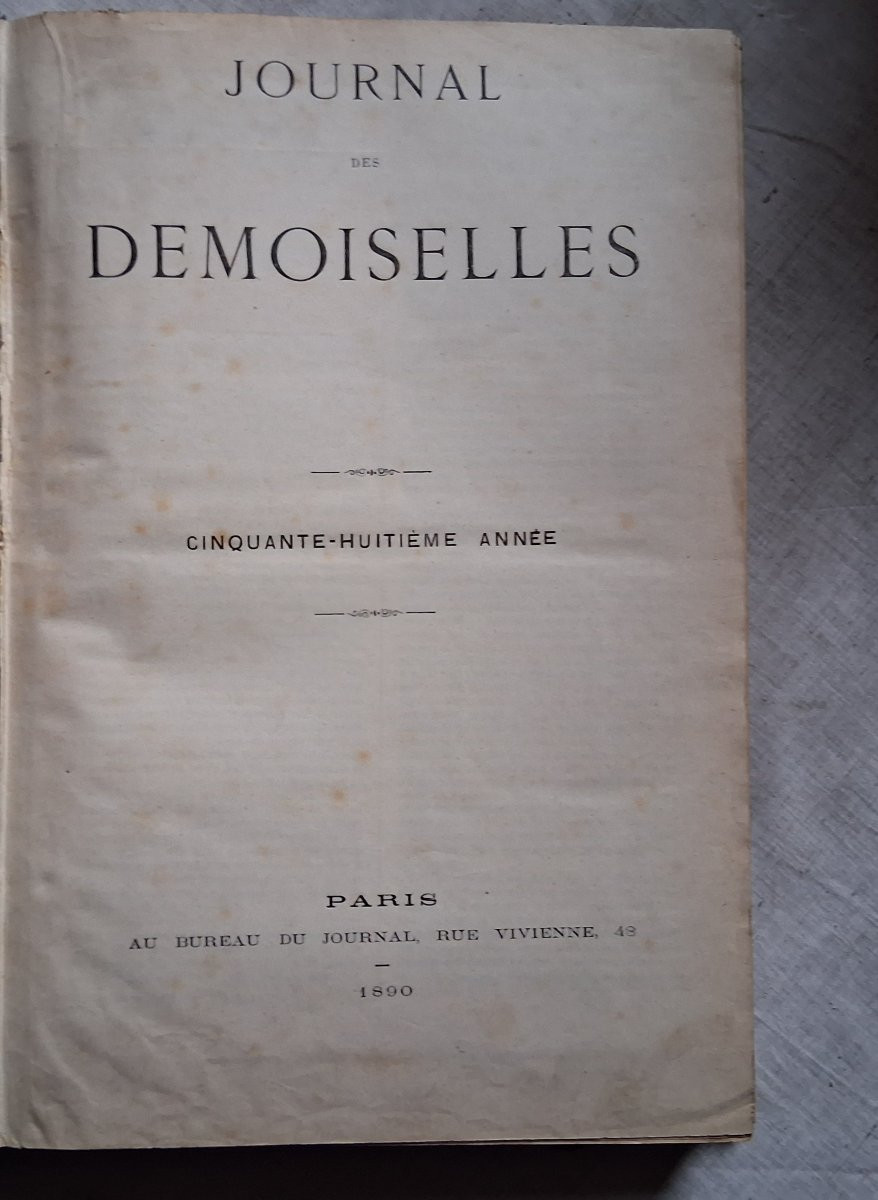 JOURNAL
DES
DEMOISELLES
CINQUANTE-HUITIÈME ANNÉE
PARIS
AU BUREAU DU JOURNAL, RUE VIVIENNE, 48
1890